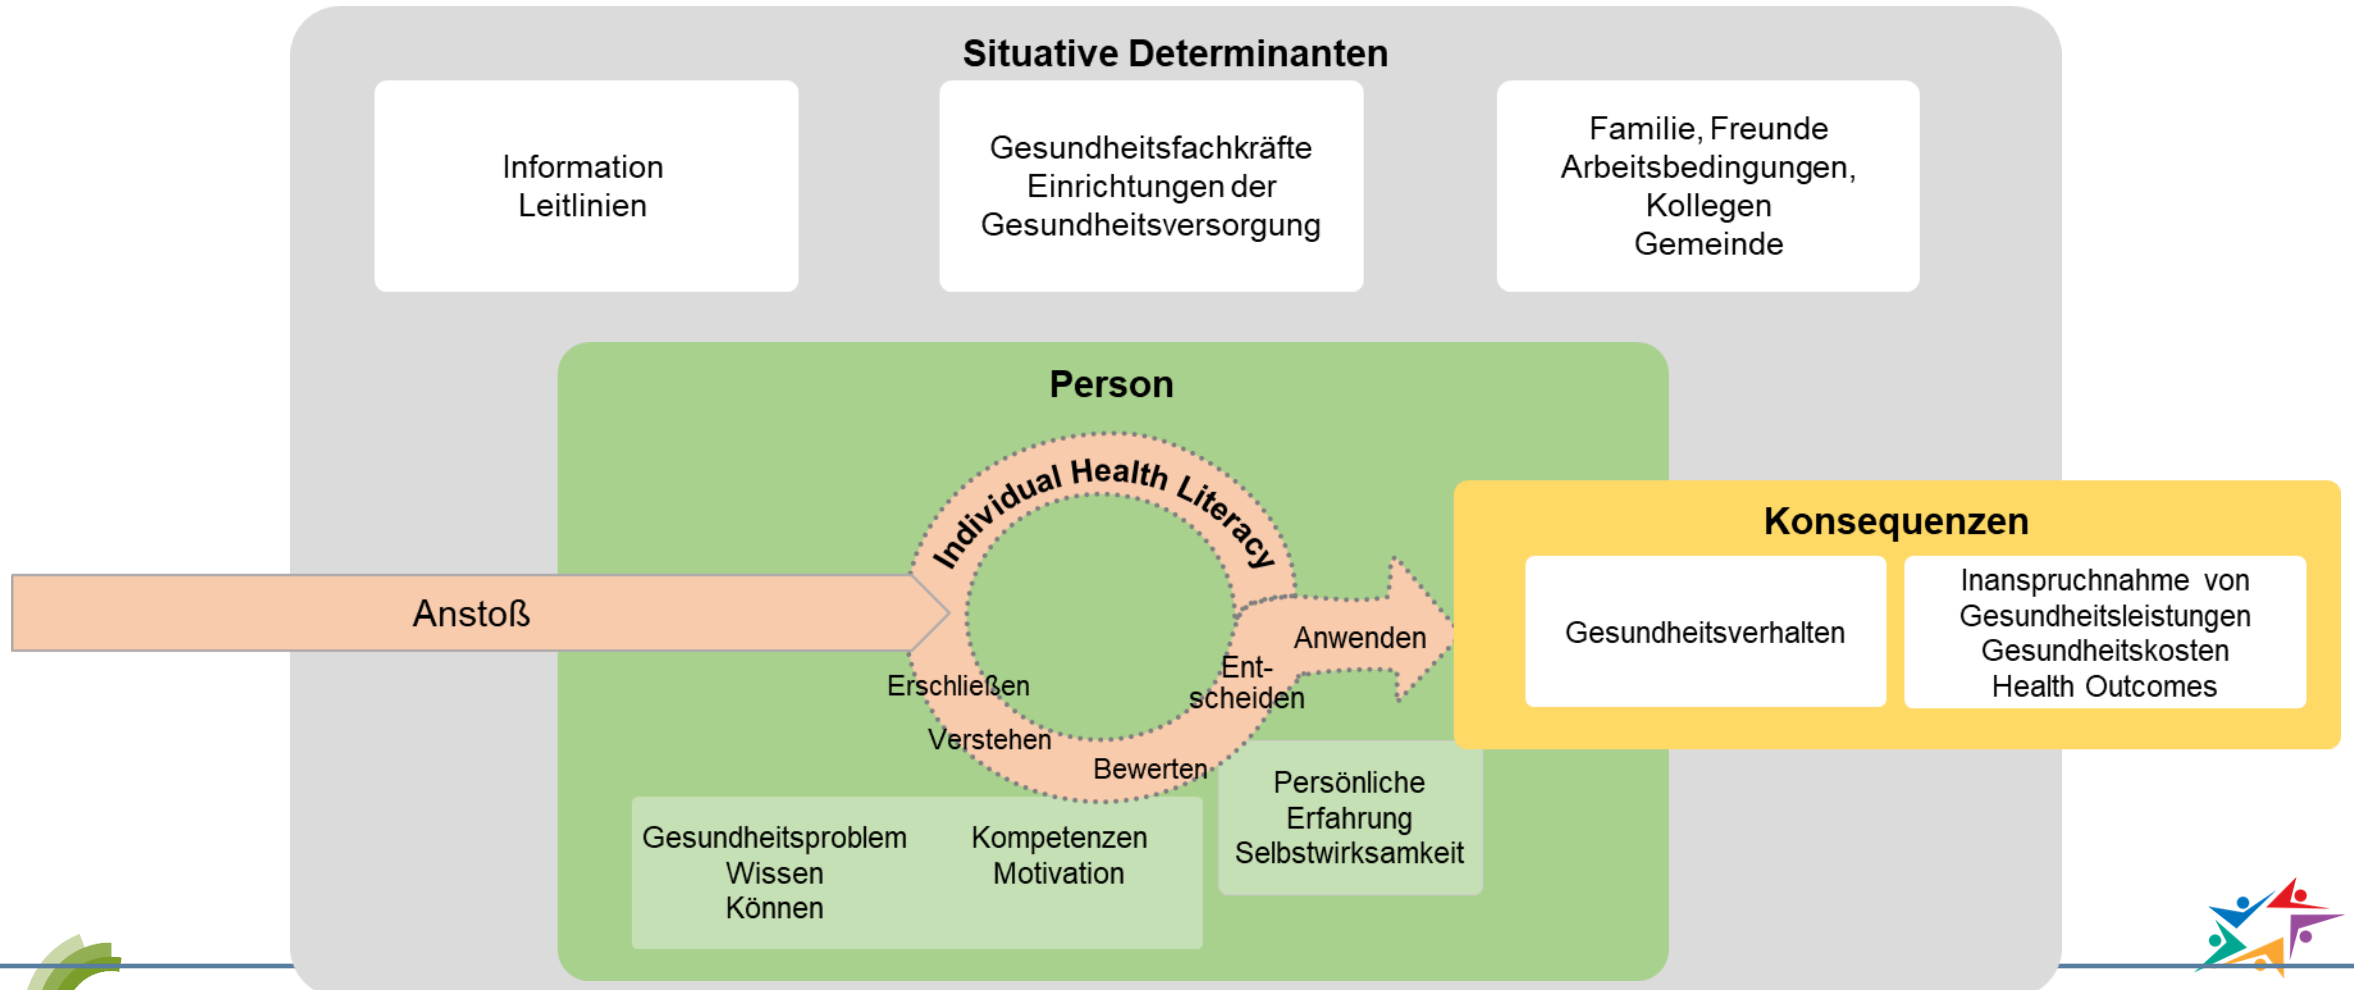 Situative Determinanten
Information
Leitlinien
Gesundheitsfachkräfte
Einrichtungen der
Gesundheitsversorgung
Familie, Freunde
Arbeitsbedingungen,
Kollegen
Gemeinde
Person
Individual Health Literacy
Anstoß
Erschließen
Verstehen
Bewerten
Ent-
scheiden
Anwenden
Konsequenzen
Gesundheitsverhalten
Inanspruchnahme von
Gesundheitsleistungen
Gesundheitskosten
Health Outcomes
Gesundheitsproblem
Wissen
Können
Kompetenzen
Motivation
Persönliche
Erfahrung
Selbstwirksamkeit